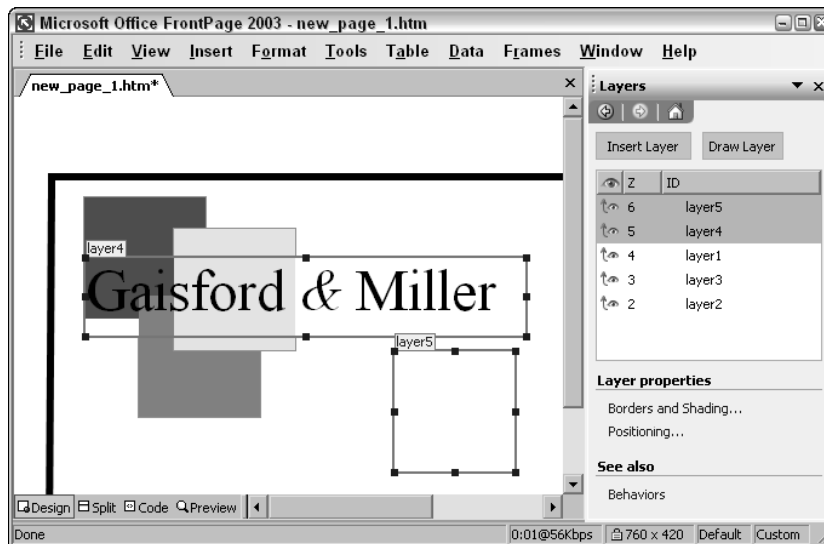 Microsoft Office FrontPage 2003 - new_page_1.htm
File Edit View Insert Format Tools Table Data Frames Window Help
new_page_1.htm*
Layers
Insert Layer Draw Layer
Z ID
6 layer5
5 layer4
4 layer1
3 layer3
2 layer2
layer4
Gaisford & Miller
layer5
Layer properties
Borders and Shading...
Positioning...
See also
Behaviors
Design Split Code Preview
Done 0:01@56Kbps 760 x 420 Default Custom